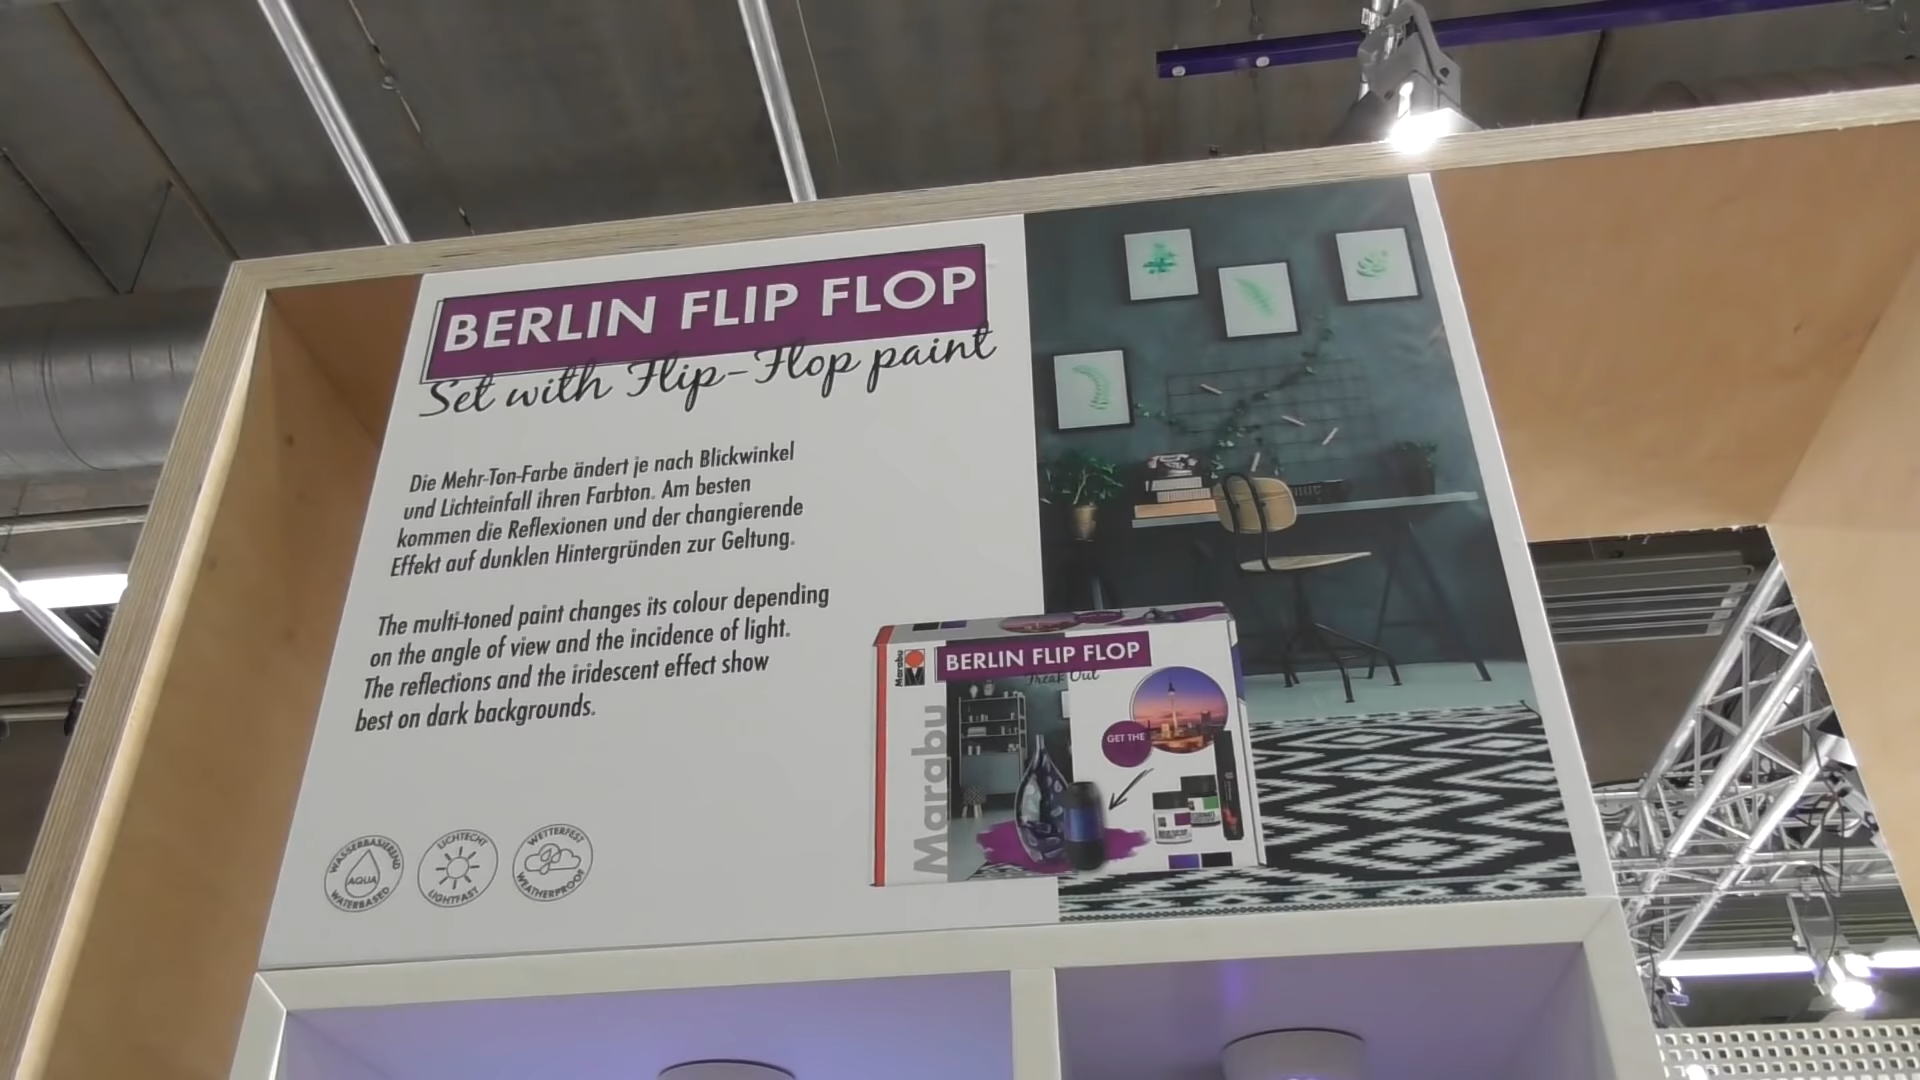 BERLIN FLIP FLOP
Set with Flip-Flop paint
Die Mehr-Ton-Farbe ändert je nach Blickwinkel
und Lichteinfall ihren Farbton. Am besten
kommen die Reflexionen und der changierende
Effekt auf dunklen Hintergründen zur Geltung.
The multi-toned paint changes its colour depending
on the angle of view and the incidence of light.
The reflections and the iridescent effect show
best on dark backgrounds.
WASSERBASIEREND
AQUA
WATERBASED
LICHTECHT
LIGHTFAST
WETTERFEST
WEATHERPROOF
Marabu
BERLIN FLIP FLOP
Freak Out
Marabu
GET THE